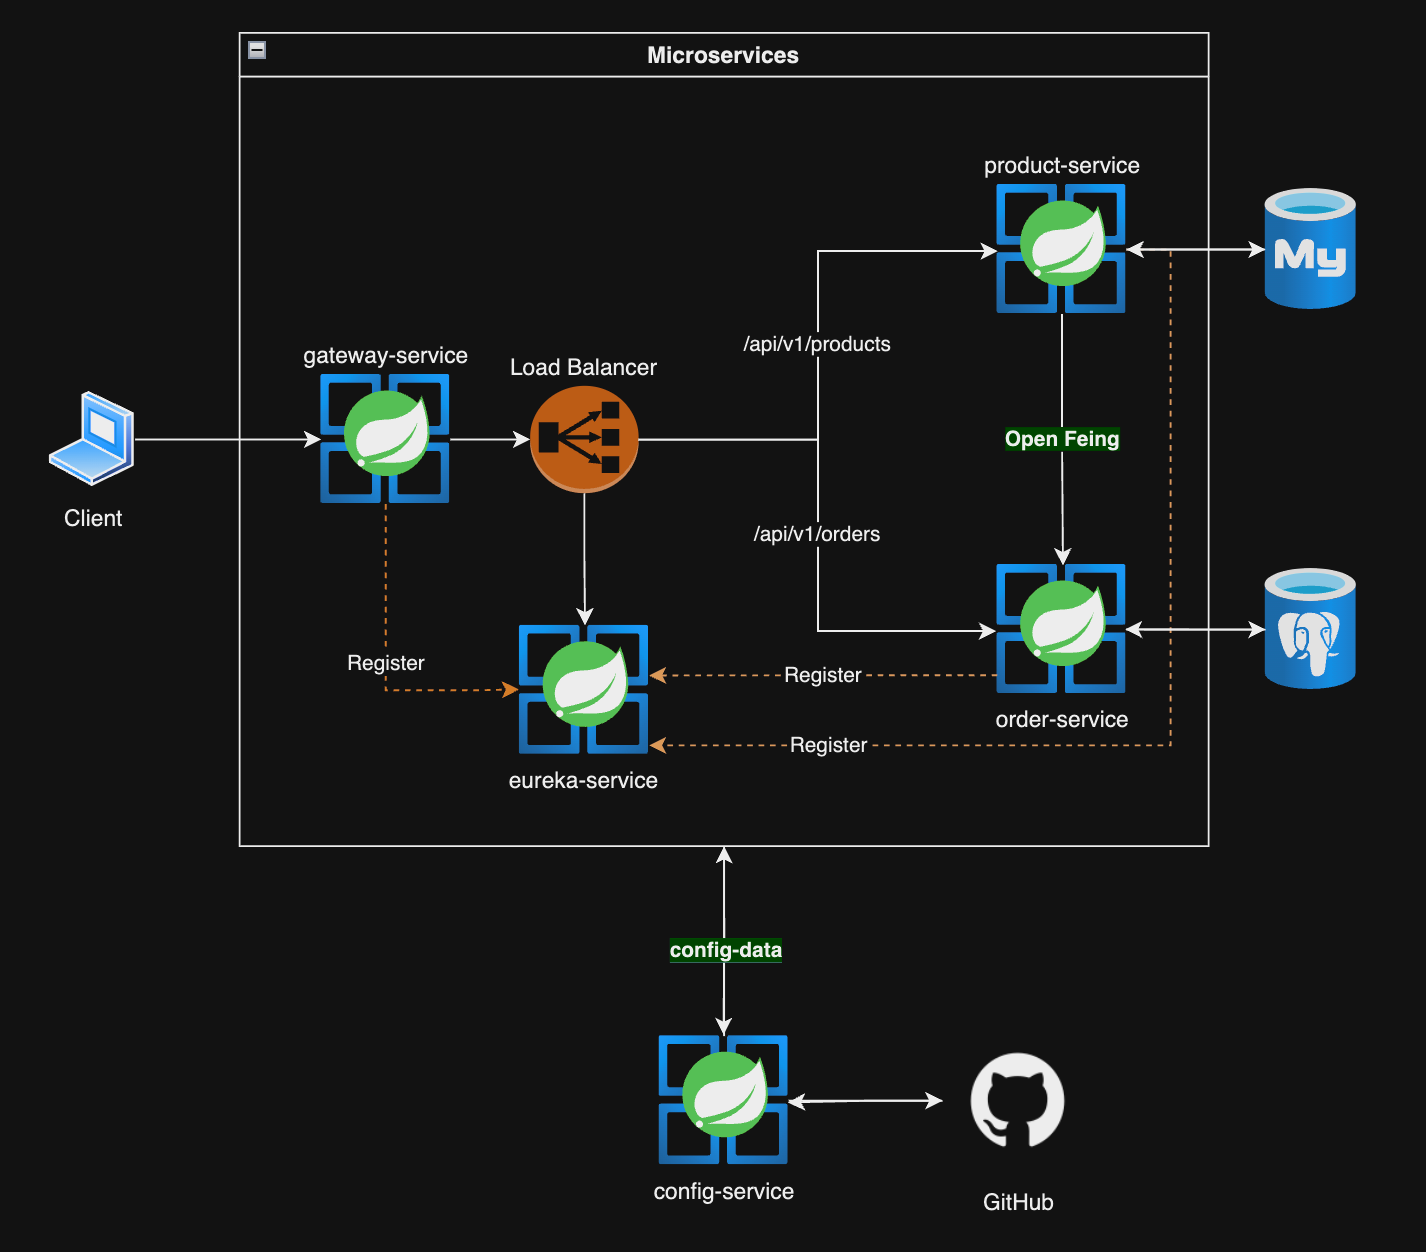 Microservices
product-service
My
/api/v1/products
gateway-service
Load Balancer
Open Feing
Client
/api/v1/orders
Register
Register
order-service
Register
eureka-service
config-data
config-service
GitHub